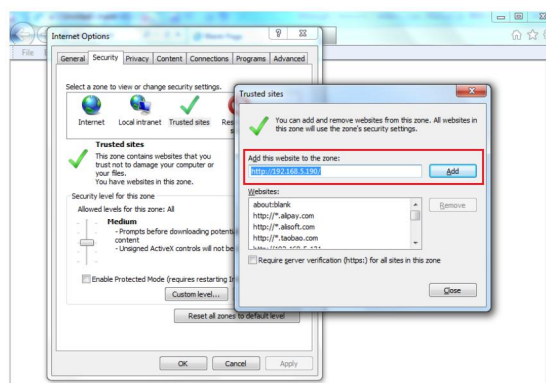 Internet Options
File
General Security Privacy Content Connections Programs Advanced
Select a zone to view or change security settings.
Internet Local intranet Trusted sites
Trusted sites
This zone contains websites that you
trust not to damage your computer or
your files.
You have websites in this zone.
Security level for this zone
Allowed levels for this zone: All
Medium
- Prompts before downloading
content
- Unsigned ActiveX controls will not be
Enable Protected Mode (requires restarting
Custom level...
Reset all zones to default level
OK Cancel Apply
Trusted sites
You can add and remove websites from this zone. All websites in
this zone will use the zone's security settings.
Add this website to the zone:
http://192.168.5.190/ Add
Websites:
about:blank Remove
http://*.alipay.com
http://*.alisoft.com
http://*.taobao.com
Require server verification (https:) for all sites in this zone
Close